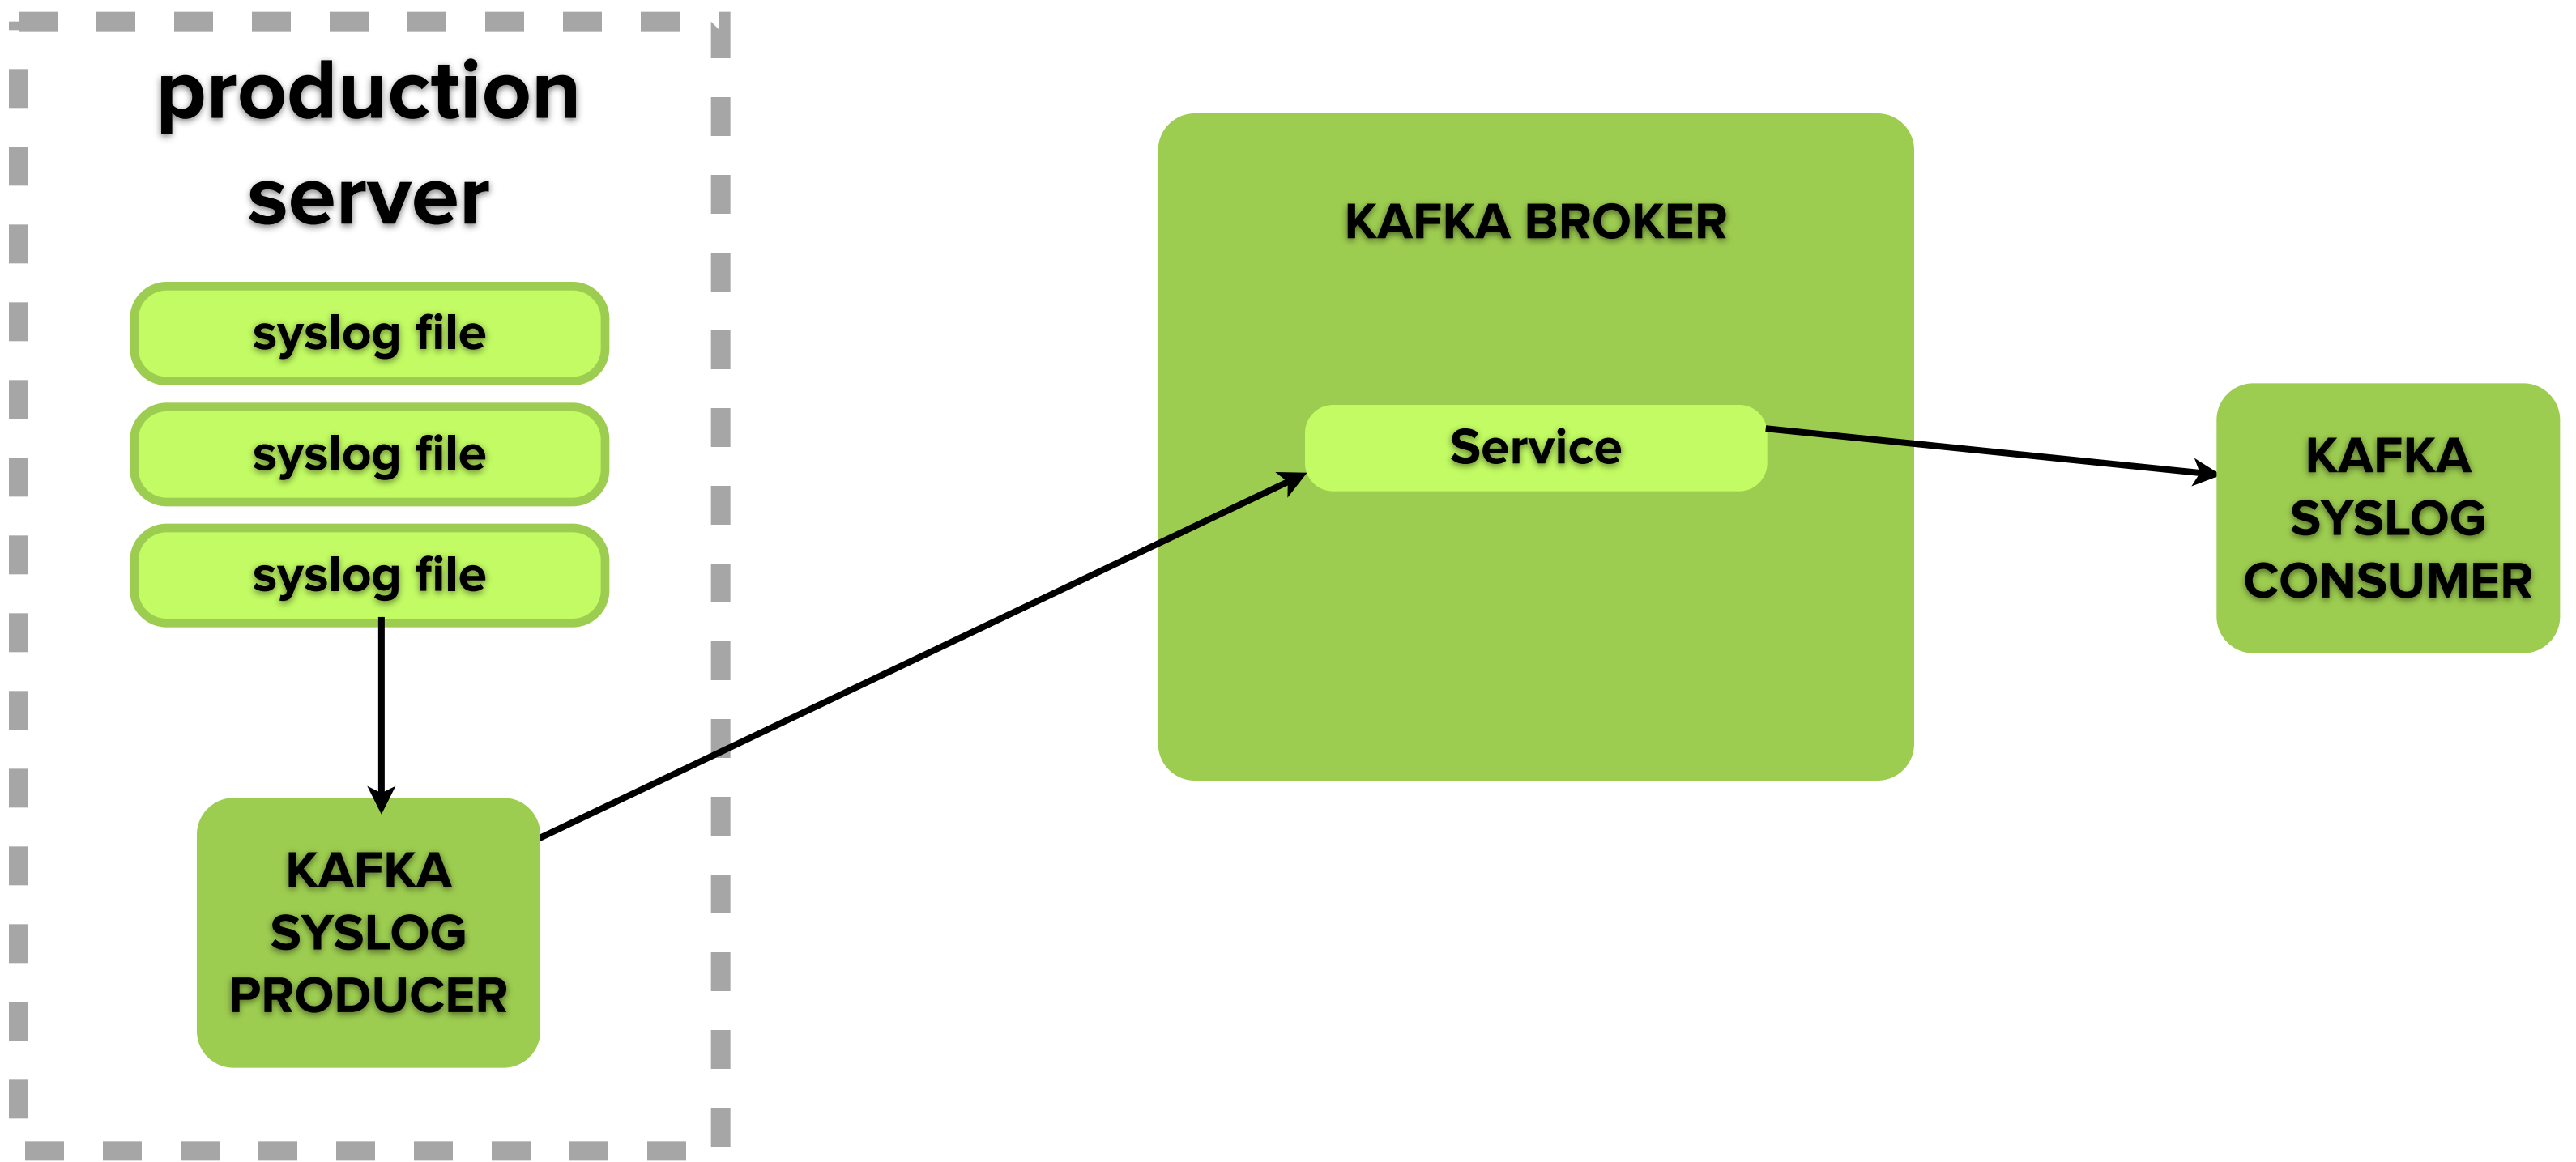 production
server
syslog file
syslog file
syslog file
KAFKA
SYSLOG
PRODUCER
KAFKA BROKER
Service
KAFKA
SYSLOG
CONSUMER